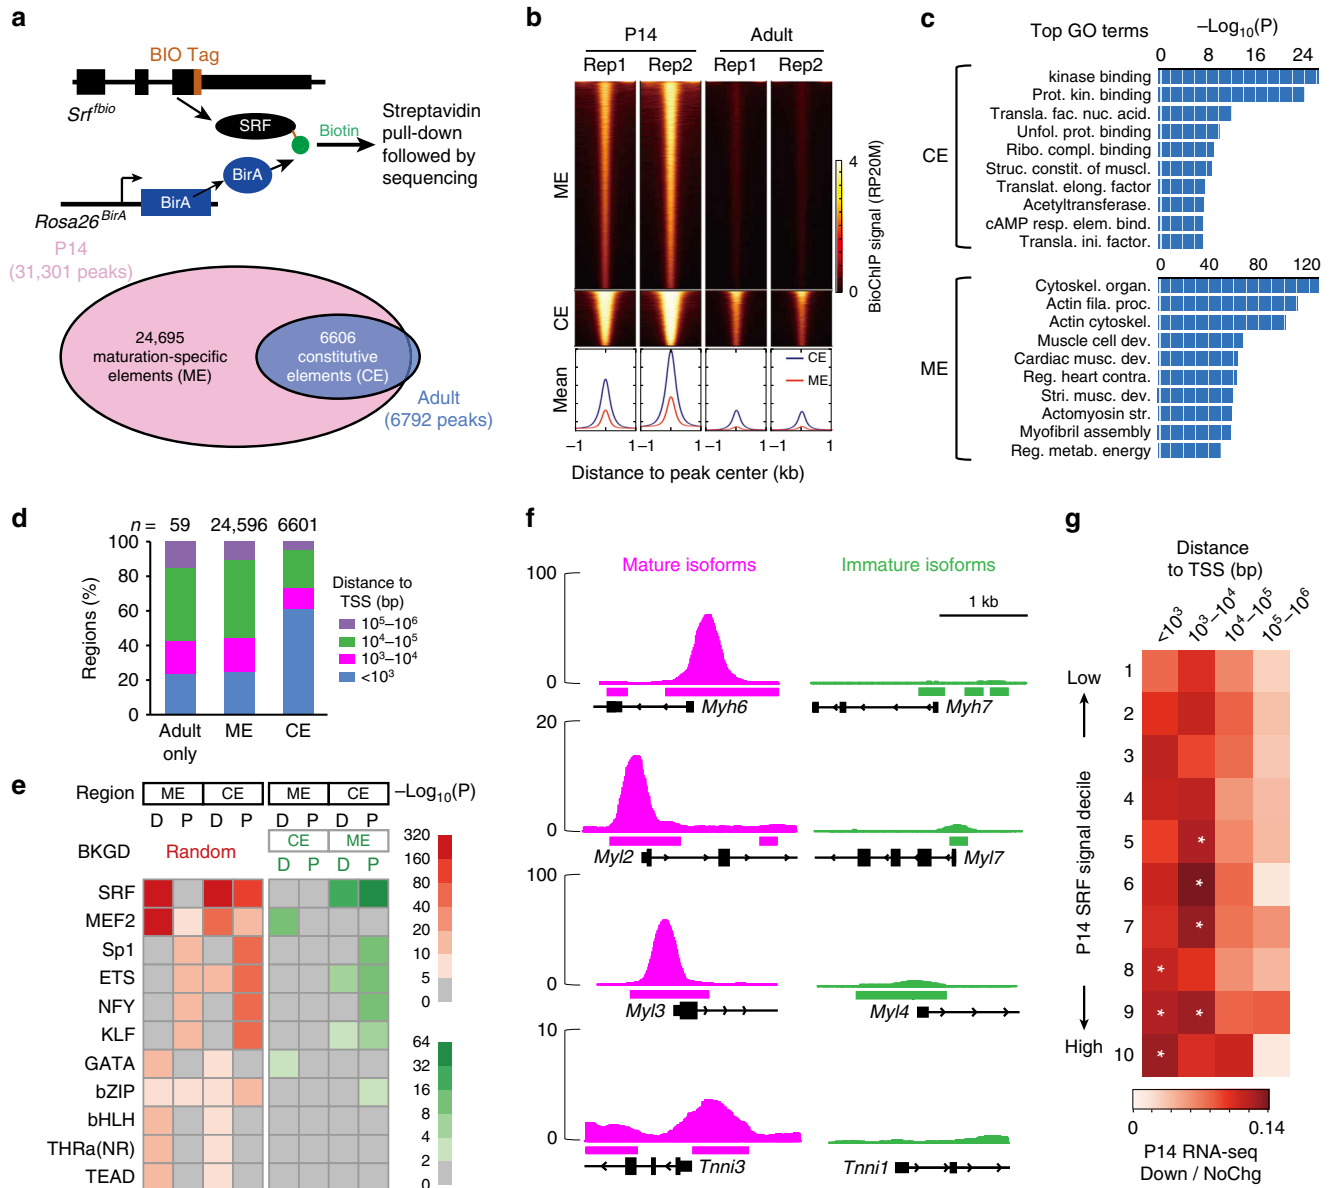 a
BIO Tag
Srf^fbio
SRF
Biotin
Streptavidin
pull-down
followed by
sequencing
BirA
BirA
Rosa26^BirA
P14
(31,301 peaks)
24,695
maturation-specific
elements (ME)
6606
constitutive
elements (CE)
Adult
(6792 peaks)
b
P14
Adult
Rep1 Rep2 Rep1 Rep2
ME
CE
Mean
CE
ME
4
0
BioChIP signal (RP20M)
–1 1 –1 1 –1 1 –1 1
Distance to peak center (kb)
c
Top GO terms
–Log10(P)
0 8 16 24
CE
kinase binding
Prot. kin. binding
Transla. fac. nuc. acid.
Unfol. prot. binding
Ribo. compl. binding
Struc. constit. of muscl.
Translat. elong. factor
Acetyltransferase.
cAMP resp. elem. bind.
Transla. ini. factor.
0 40 80 120
ME
Cytoskel. organ.
Actin fila. proc.
Actin cytoskel.
Muscle cell dev.
Cardiac musc. dev.
Reg. heart contra.
Stri. musc. dev.
Actomyosin str.
Myofibril assembly
Reg. metab. energy
d
n = 59 24,596 6601
100
80
60
40
20
0
Regions (%)
Adult only
ME
CE
Distance to
TSS (bp)
10^5–10^6
10^4–10^5
10^3–10^4
<10^3
e
Region ME CE ME CE
–Log10(P)
D P D P D P D P
BKGD Random CE ME
D P D P
SRF
MEF2
Sp1
ETS
NFY
KLF
GATA
bZIP
bHLH
THRa(NR)
TEAD
320
160
80
40
20
10
5
0
64
32
16
8
4
2
0
f
Mature isoforms
Immature isoforms
1 kb
100
0
Myh6
Myh7
20
0
Myl2
Myl7
100
0
Myl3
Myl4
10
0
Tnni3
Tnni1
g
Distance
to TSS (bp)
<10^3 10^3–10^4 10^4–10^5 10^5–10^6
Low
High
P14 SRF signal decile
1
2
3
4
5 *
6 *
7 *
8 *
9 * *
10 *
0 0.14
P14 RNA-seq
Down / NoChg